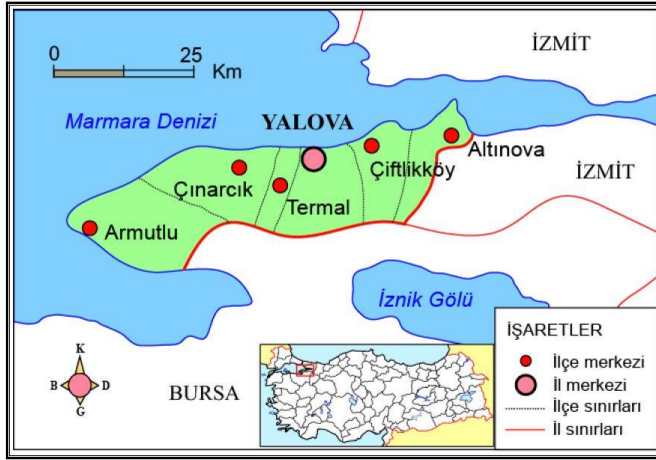 0 25
Km
İZMİT
Marmara Denizi
YALOVA
Altınova
Çiftlikköy
İZMİT
Çınarcık
Termal
Armutlu
İznik Gölü
BURSA
K
B D
G
İŞARETLER
İlçe merkezi
İl merkezi
İlçe sınırları
İl sınırları